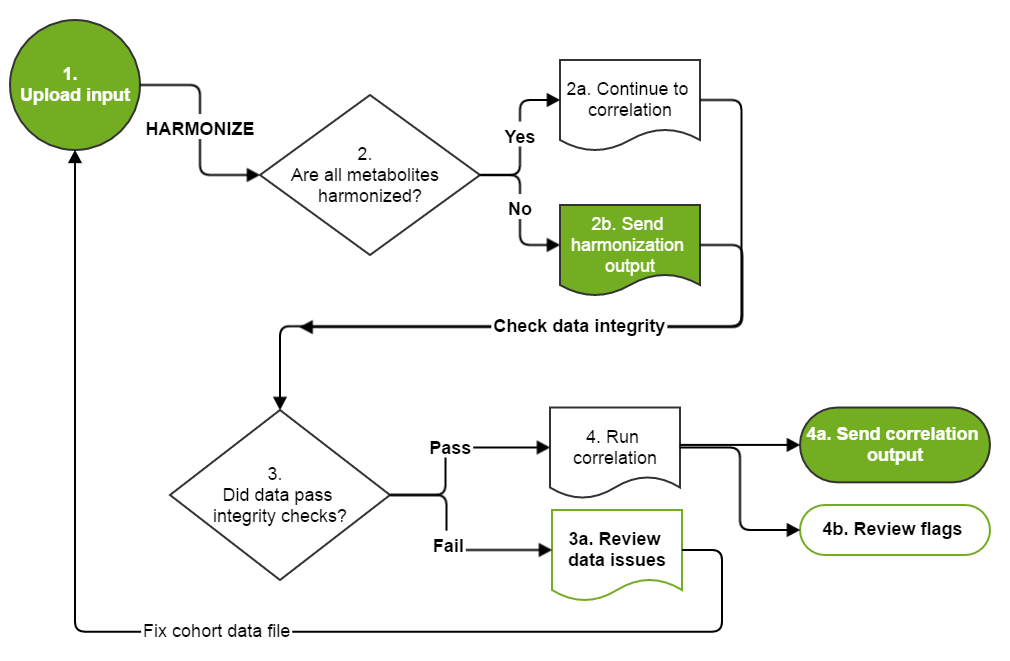 1.
Upload input
HARMONIZE
2.
Are all metabolites
harmonized?
Yes
No
2a. Continue to
correlation
2b. Send
harmonization
output
Check data integrity
3.
Did data pass
integrity checks?
Pass
Fail
4. Run
correlation
3a. Review
data issues
4a. Send correlation
output
4b. Review flags
Fix cohort data file